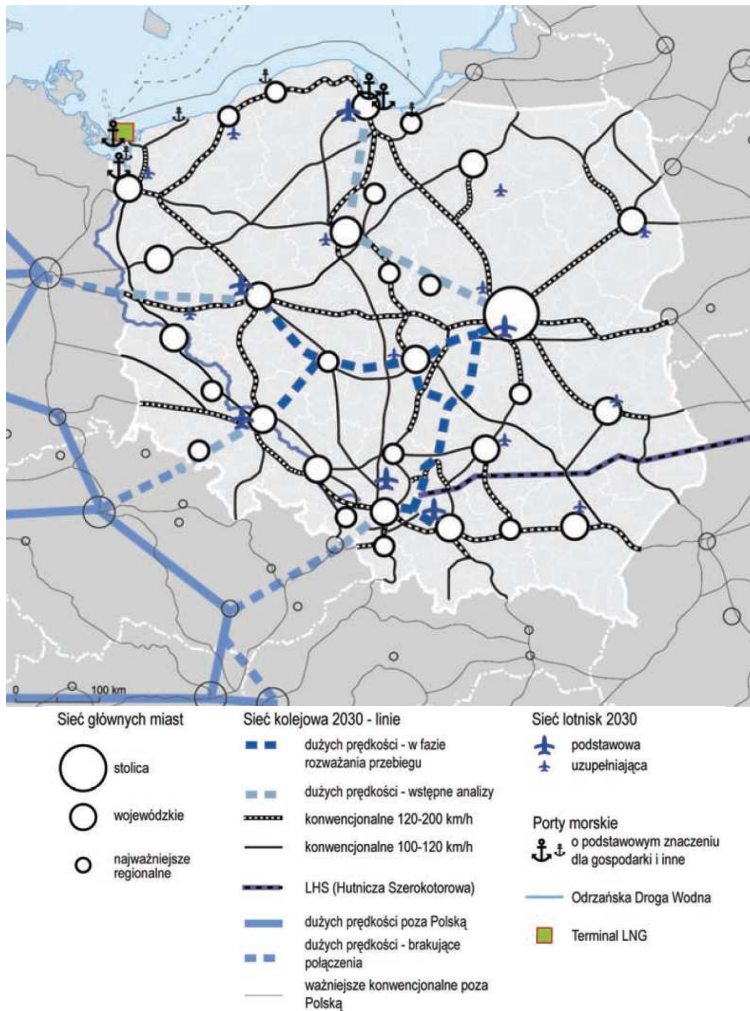 0 100 km
Sieć głównych miast
stolica
wojewódzkie
najważniejsze
regionalne
Sieć kolejowa 2030 - linie
dużych prędkości - w fazie
rozważania przebiegu
dużych prędkości - wstępne analizy
konwencjonalne 120-200 km/h
konwencjonalne 100-120 km/h
LHS (Hutnicza Szerokotorowa)
dużych prędkości poza Polską
dużych prędkości - brakujące
połączenia
ważniejsze konwencjonalne poza
Polską
Sieć lotnisk 2030
podstawowa
uzupełniająca
Porty morskie
o podstawowym znaczeniu
dla gospodarki i inne
Odrzańska Droga Wodna
Terminal LNG